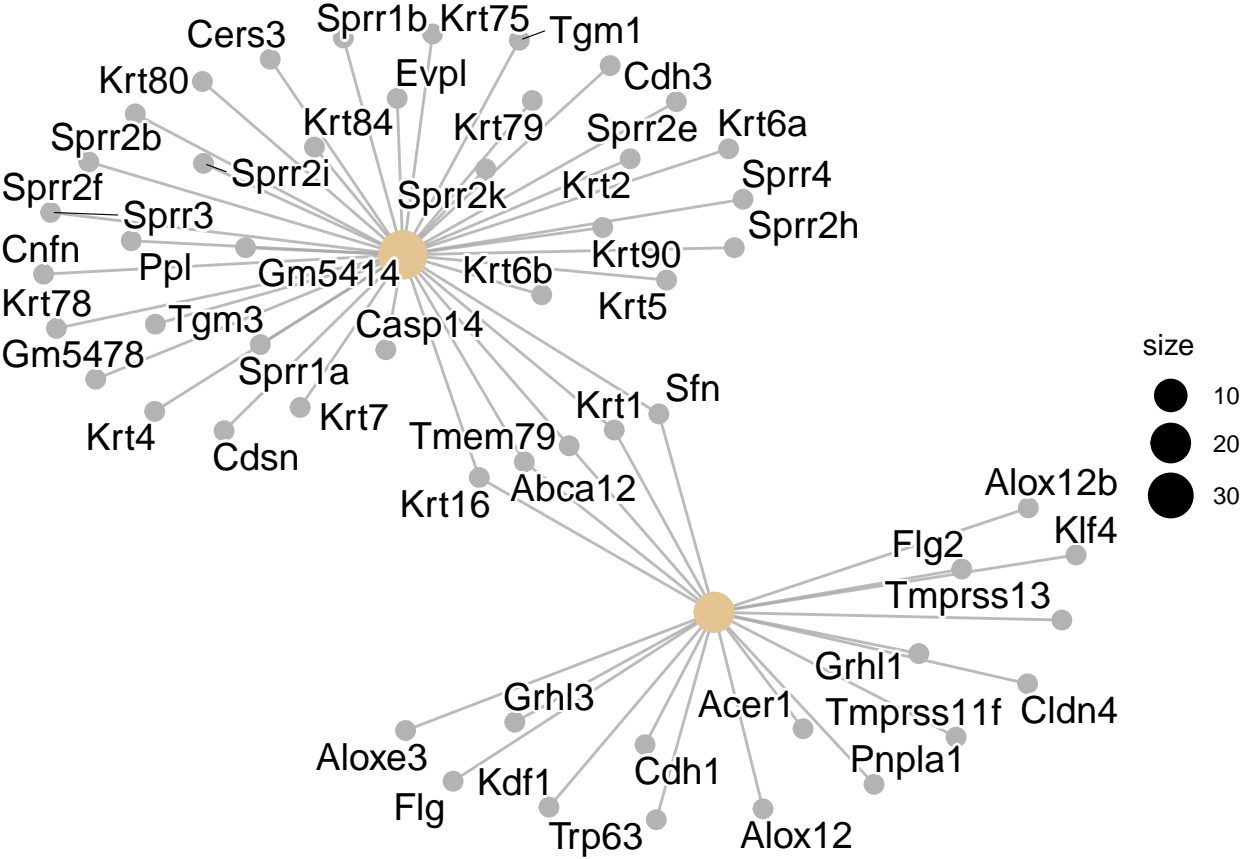 Sprr1b Krt75
Cers3
Tgm1
Krt80
Evpl
Cdh3
Sprr2b
Krt84
Krt79
Sprr2e
Krt6a
Sprr2f
Sprr2i
Sprr2k
Krt2
Sprr4
Sprr3
Sprr2h
Cnfn
Ppl
Gm5414
Krt6b
Krt90
Krt78
Tgm3
Casp14
Krt5
Gm5478
Sprr1a
size
10
20
30
Krt4
Krt7
Cdsn
Krt1
Sfn
Tmem79
Krt16
Abca12
Alox12b
Klf4
Flg2
Tmprss13
Grhl1
Grhl3
Acer1
Tmprss11f
Cldn4
Aloxe3
Pnpla1
Cdh1
Kdf1
Flg
Trp63
Alox12